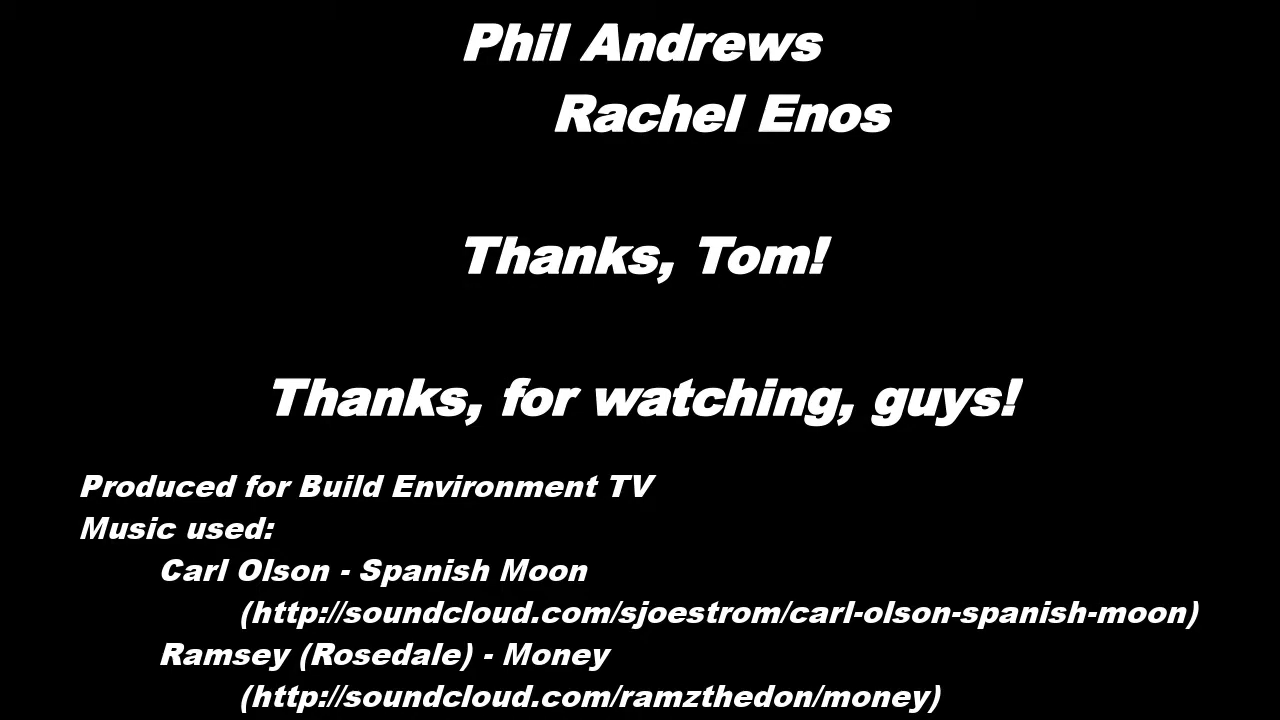 Phil Andrews
Rachel Enos
Thanks, Tom!
Thanks, for watching, guys!
Produced for Build Environment TV
Music used:
Carl Olson - Spanish Moon
(http://soundcloud.com/sjoestrom/carl-olson-spanish-moon)
Ramsey (Rosedale) - Money
(http://soundcloud.com/ramzthedon/money)